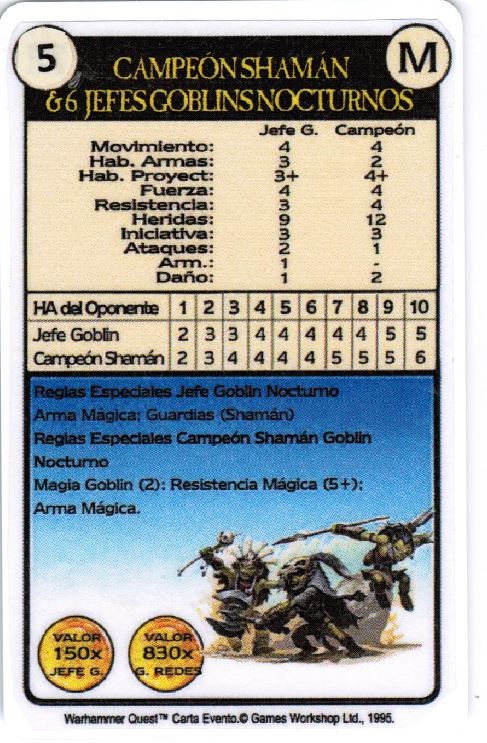 5
M
CAMPEÓN SHAMÁN
& 6 JEFES GOBLINS NOCTURNOS
Jefe G. Campeón
Movimiento: 4 4
Hab. Armas: 3 2
Hab. Proyect: 3+ 4+
Fuerza: 4 4
Resistencia: 3 4
Heridas: 9 12
Iniciativa: 3 3
Ataques: 2 1
Arm.: 1 -
Daño: 1 2
HA del Oponente 1 2 3 4 5 6 7 8 9 10
Jefe Goblin 2 3 3 4 4 4 4 4 5 5
Campeón Shamán 2 3 4 4 4 4 5 5 5 6
Reglas Especiales Jefe Goblin Nocturno
Arma Mágica; Guardias (Shamán)
Reglas Especiales Campeón Shamán Goblin
Nocturno
Magia Goblin (2); Resistencia Mágica (5+);
Arma Mágica.
VALOR
150x
JEFE G.
VALOR
830x
G. REDES
Warhammer Quest™ Carta Evento.© Games Workshop Ltd., 1995.